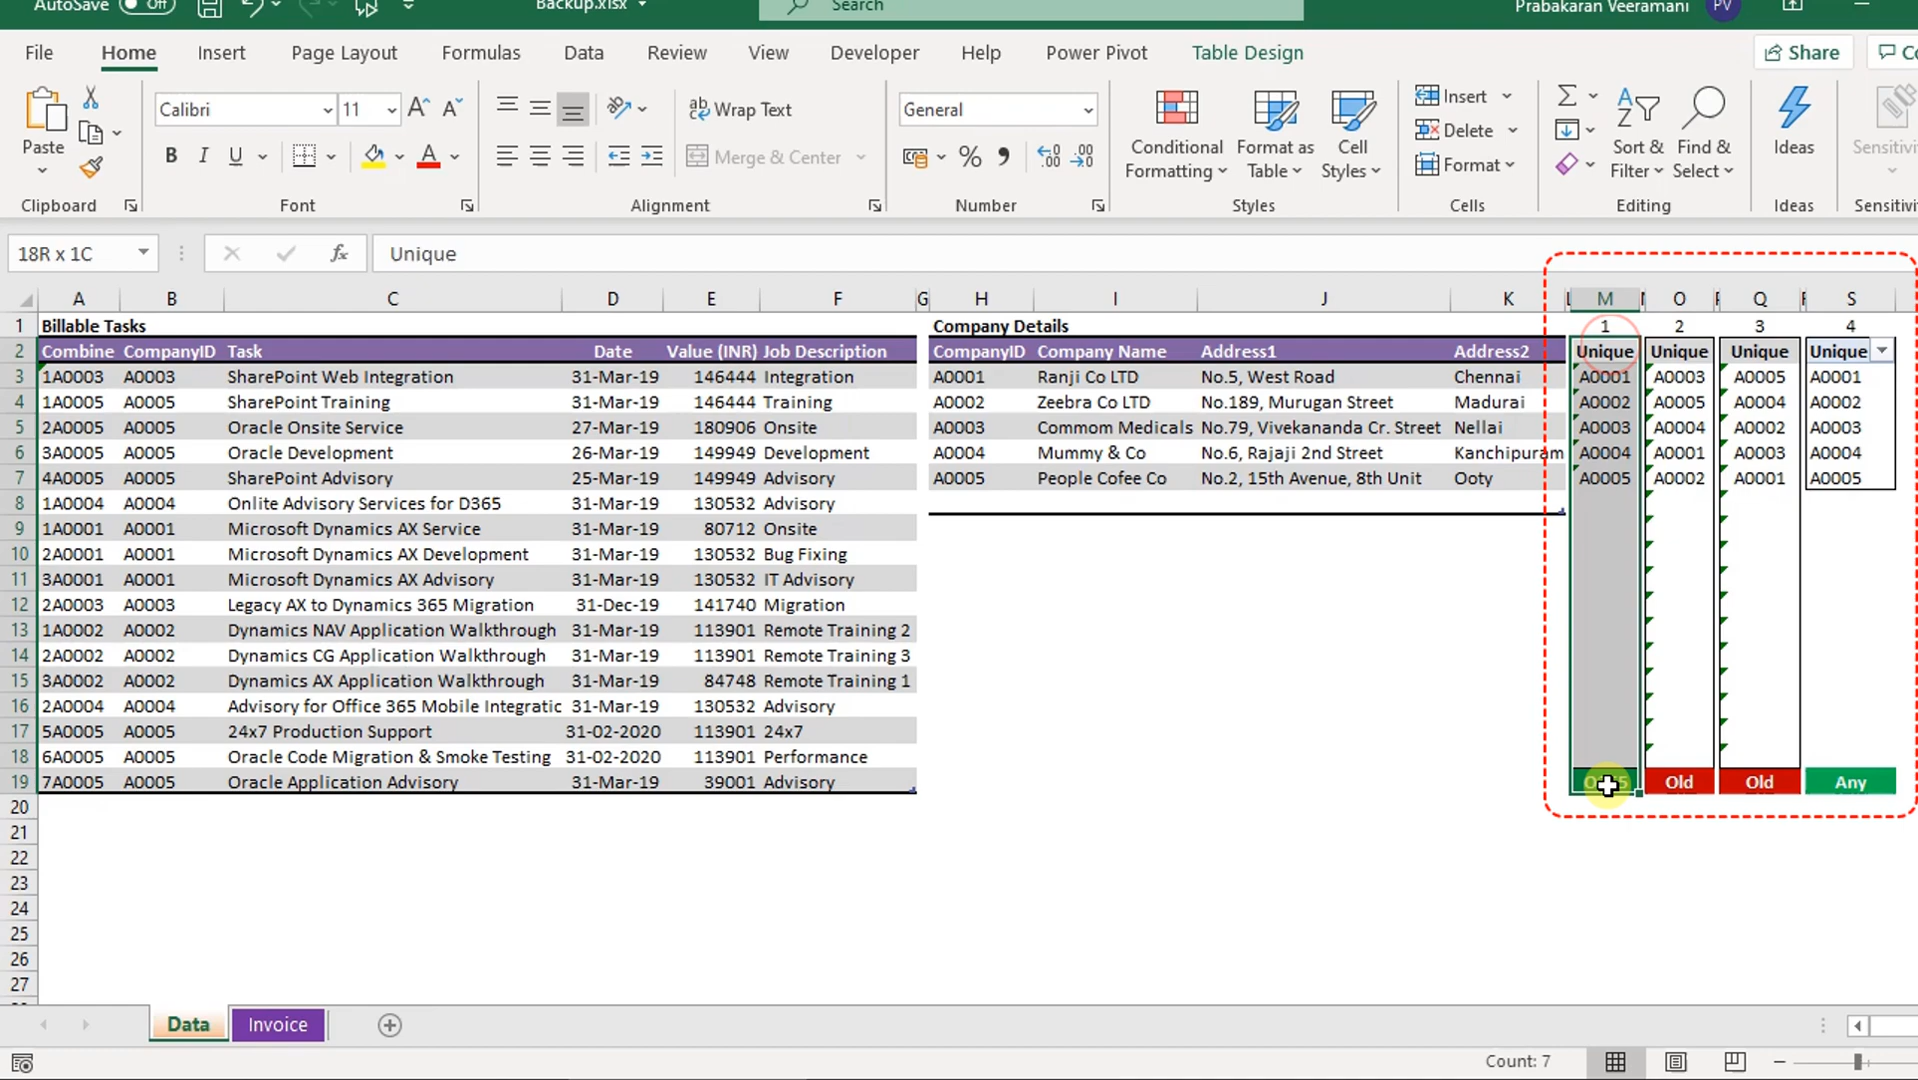 AutoSave Off Backup.xlsx Search Prabakaran Veeramani PV
File Home Insert Page Layout Formulas Data Review View Developer Help Power Pivot Table Design Share
Paste Calibri 11 Wrap Text General Conditional Formatting Format as Table Cell Styles Insert Delete Format Sort & Filter Find & Select Ideas
B I U Merge & Center
Clipboard Font Alignment Number Styles Cells Editing Ideas
18R x 1C fx Unique
A B C D E F G H I J K M O Q S
1 Billable Tasks Company Details 1 2 3 4
2 Combine CompanyID Task Date Value (INR) Job Description CompanyID Company Name Address1 Address2 Unique Unique Unique Unique
3 1A0003 A0003 SharePoint Web Integration 31-Mar-19 146444 Integration A0001 Ranji Co LTD No.5, West Road Chennai A0001 A0003 A0005 A0001
4 1A0005 A0005 SharePoint Training 31-Mar-19 146444 Training A0002 Zeebra Co LTD No.189, Murugan Street Madurai A0002 A0005 A0004 A0002
5 2A0005 A0005 Oracle Onsite Service 27-Mar-19 180906 Onsite A0003 Commom Medicals No.79, Vivekananda Cr. Street Nellai A0003 A0004 A0002 A0003
6 3A0005 A0005 Oracle Development 26-Mar-19 149949 Development A0004 Mummy & Co No.6, Rajaji 2nd Street Kanchipuram A0004 A0001 A0003 A0004
7 4A0005 A0005 SharePoint Advisory 25-Mar-19 149949 Advisory A0005 People Cofee Co No.2, 15th Avenue, 8th Unit Ooty A0005 A0002 A0001 A0005
8 1A0004 A0004 Onlite Advisory Services for D365 31-Mar-19 130532 Advisory
9 1A0001 A0001 Microsoft Dynamics AX Service 31-Mar-19 80712 Onsite
10 2A0001 A0001 Microsoft Dynamics AX Development 31-Mar-19 130532 Bug Fixing
11 3A0001 A0001 Microsoft Dynamics AX Advisory 31-Mar-19 130532 IT Advisory
12 2A0003 A0003 Legacy AX to Dynamics 365 Migration 31-Dec-19 141740 Migration
13 1A0002 A0002 Dynamics NAV Application Walkthrough 31-Mar-19 113901 Remote Training 2
14 2A0002 A0002 Dynamics CG Application Walkthrough 31-Mar-19 113901 Remote Training 3
15 3A0002 A0002 Dynamics AX Application Walkthrough 31-Mar-19 84748 Remote Training 1
16 2A0004 A0004 Advisory for Office 365 Mobile Integratic 31-Mar-19 130532 Advisory
17 5A0005 A0005 24x7 Production Support 31-02-2020 113901 24x7
18 6A0005 A0005 Oracle Code Migration & Smoke Testing 31-02-2020 113901 Performance
19 7A0005 A0005 Oracle Application Advisory 31-Mar-19 39001 Advisory Old Old Any
20
21
22
23
24
25
26
27
Data Invoice
Count: 7